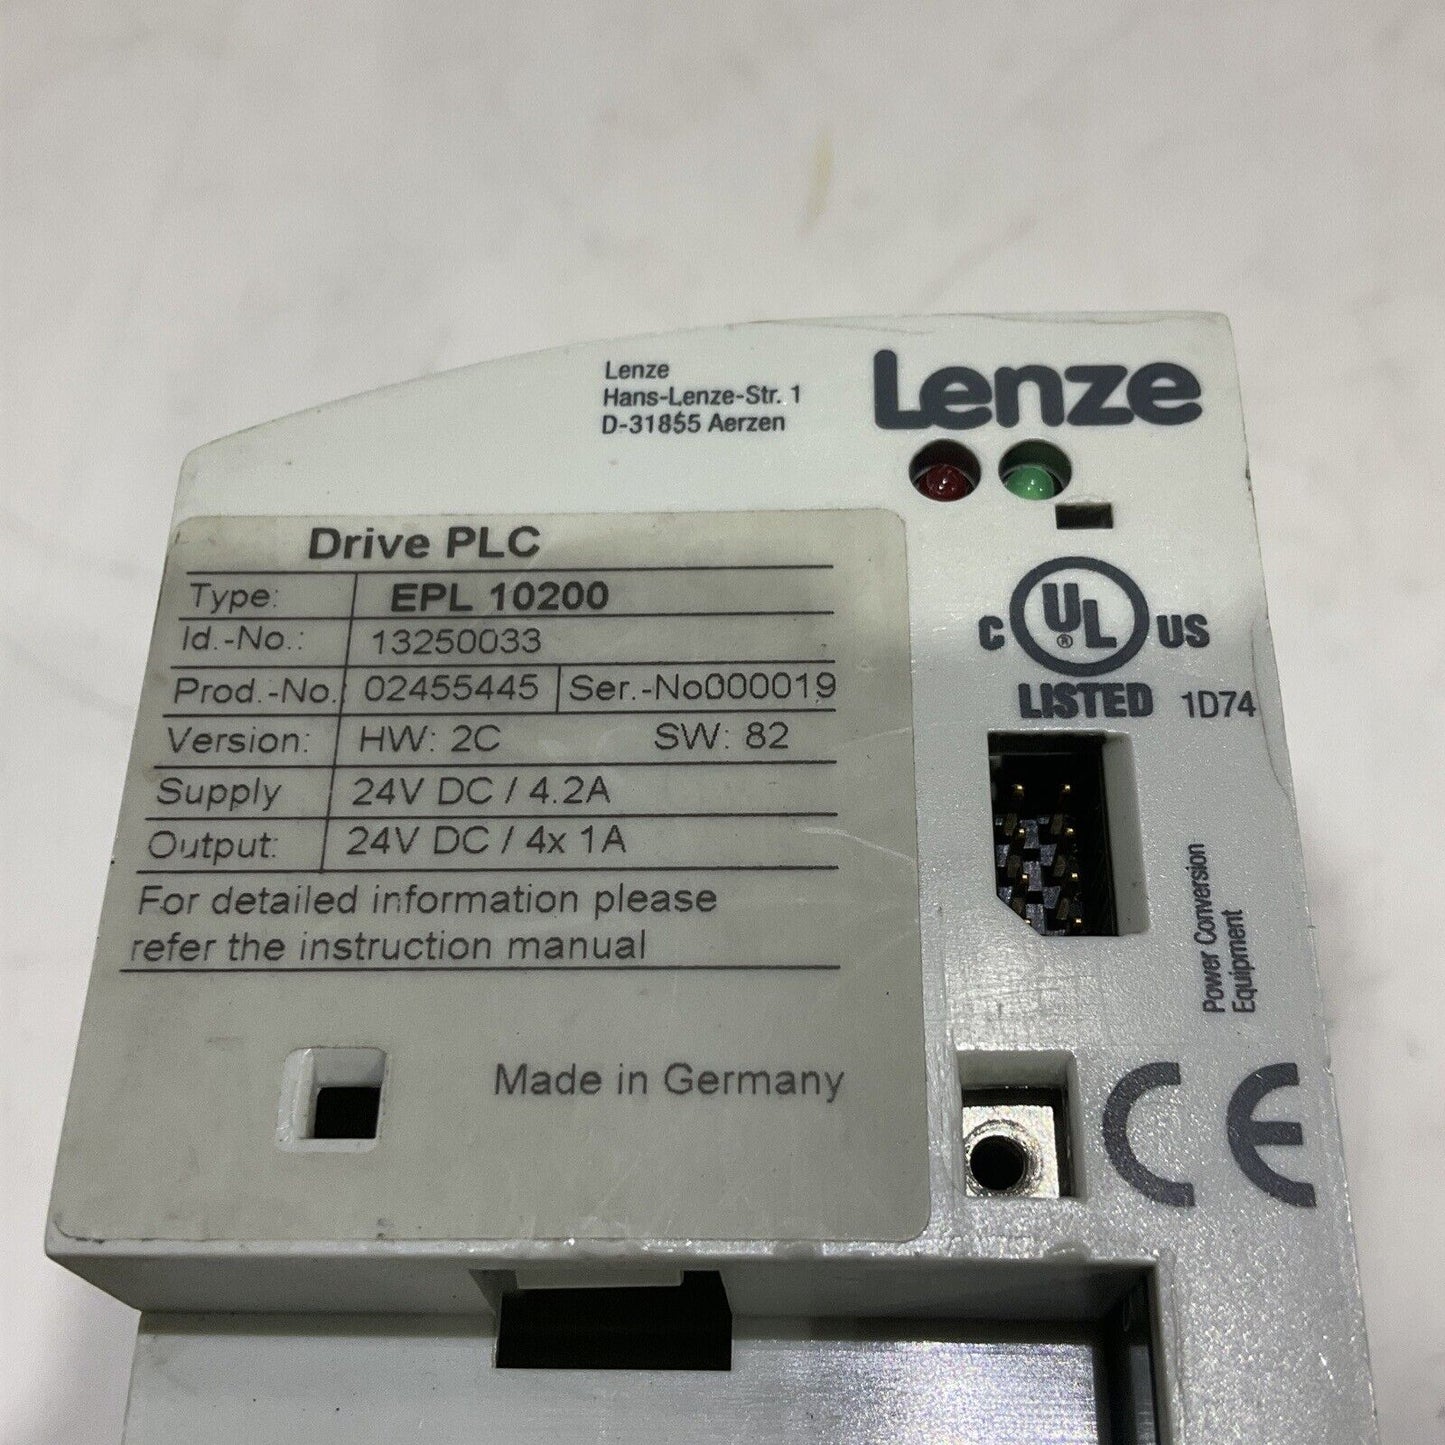 Lenze
Hans-Lenze-Str. 1
D-31855 Aerzen
Lenze
Drive PLC
Type: EPL 10200
Id.-No.: 13250033
Prod.-No.: 02455445 Ser.-No000019
Version: HW: 2C SW: 82
Supply 24V DC / 4.2A
Output: 24V DC / 4x 1A
For detailed information please
refer the instruction manual
Made in Germany
C UL® US
LISTED 1D74
Power Conversion
Equipment
CE